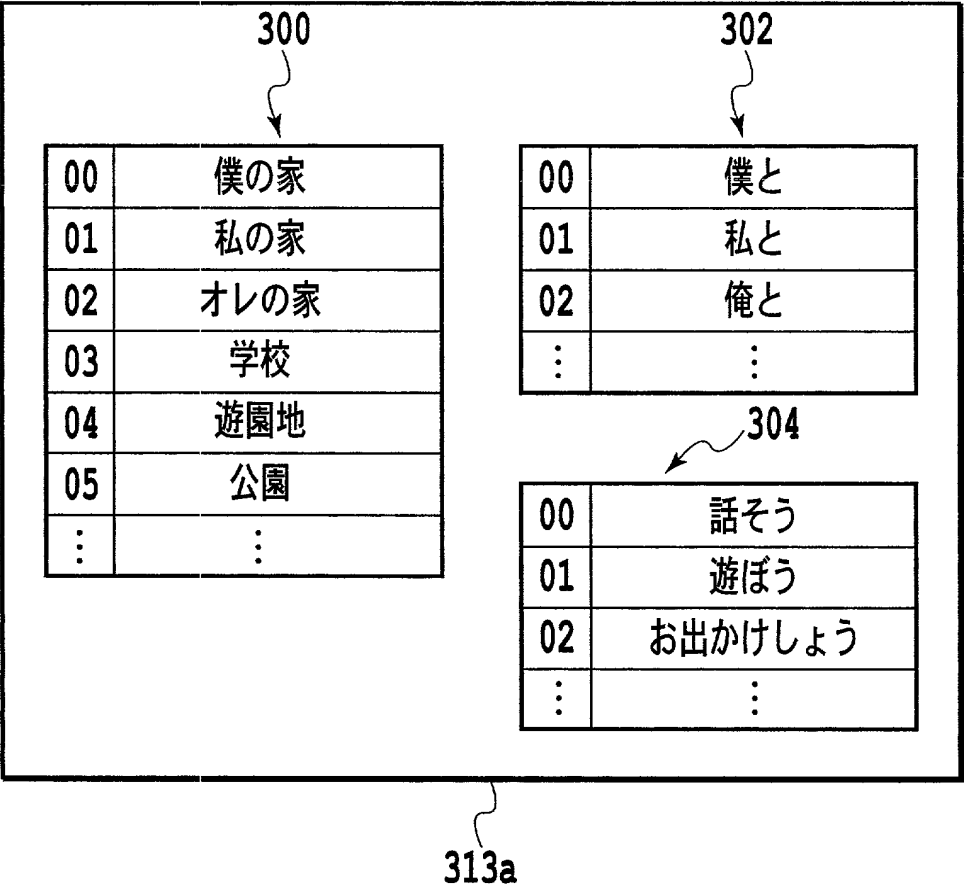 300
00 僕の家
01 私の家
02 オレの家
03 学校
04 遊園地
05 公園
⋮ ⋮
302
00 僕と
01 私と
02 俺と
⋮ ⋮
304
00 話そう
01 遊ぼう
02 お出かけしょう
⋮ ⋮
313a